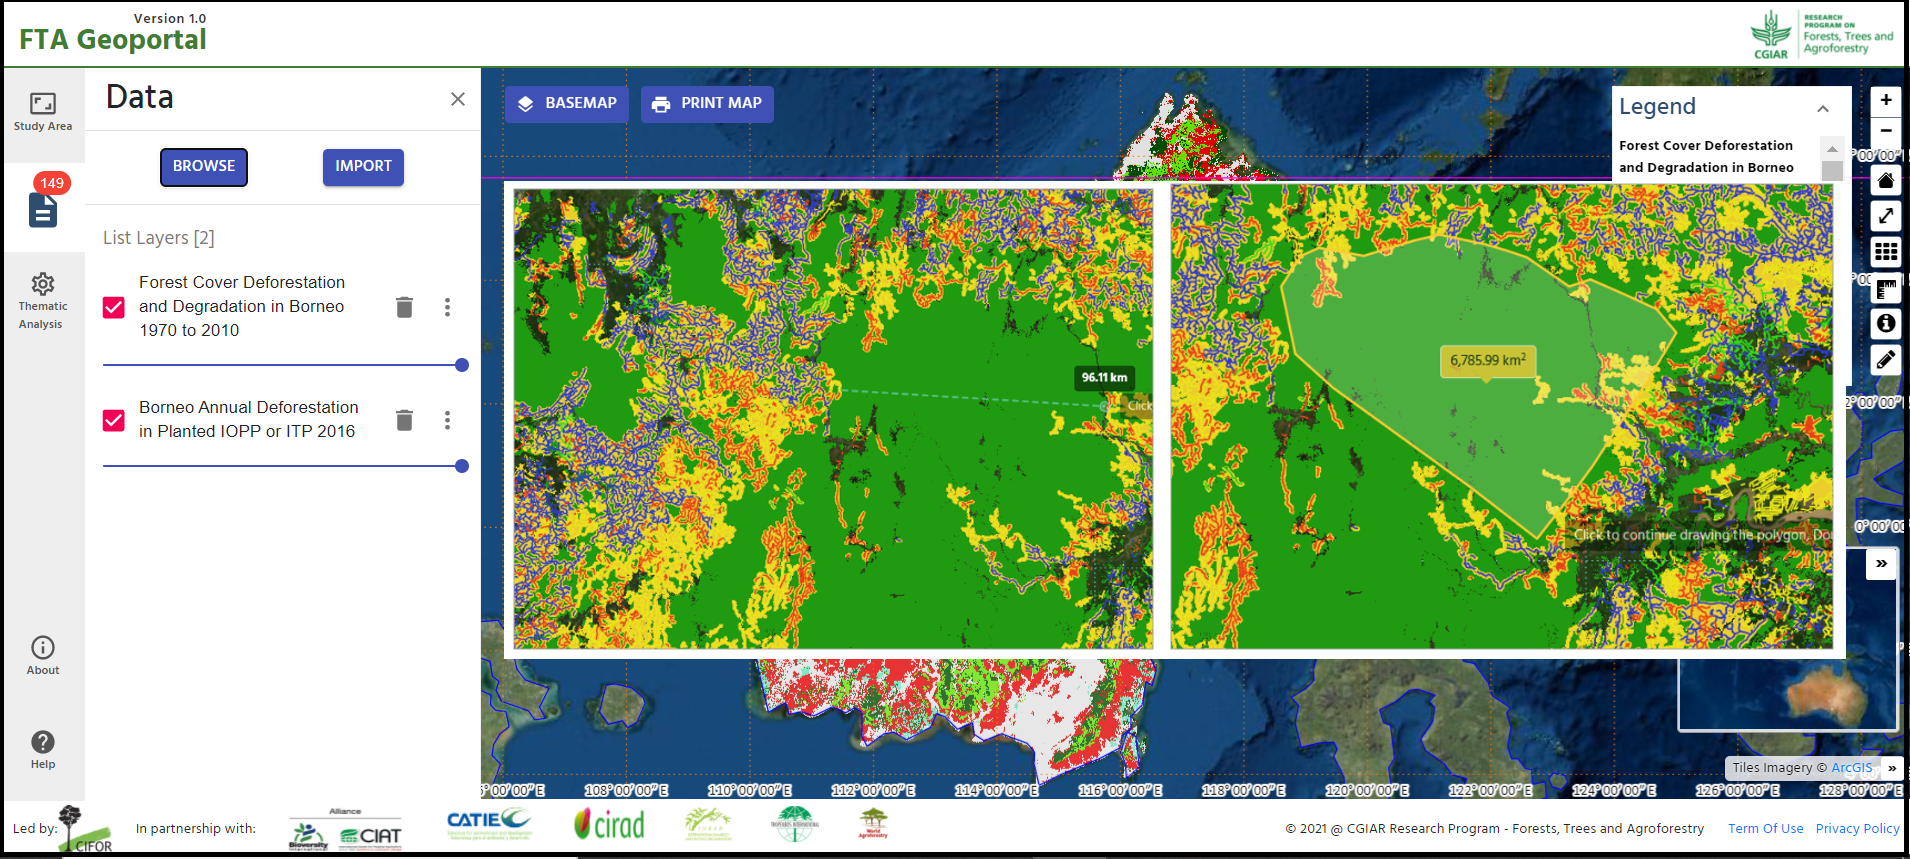 Version 1.0
FTA Geoportal
RESEARCH
PROGRAM ON
Forests, Trees and
Agroforestry
CGIAR
Study Area
149
Thematic
Analysis
About
Help
Data
BROWSE
IMPORT
List Layers [2]
Forest Cover Deforestation
and Degradation in Borneo
1970 to 2010
Borneo Annual Deforestation
in Planted IOPP or ITP 2016
BASEMAP
PRINT MAP
Legend
Forest Cover Deforestation
and Degradation in Borneo
+
−
96.11 km
Click
6,785.99 km²
Click to continue drawing the polygon, Dou
2°00'00"
0°00'00
»
Tiles Imagery © ArcGIS »
108°00'00" E
110°00'00" E
112°00'00" E
114°00'00" E
116°00'00" E
118°00'00" E
120°00'00" E
122°00'00" E
124°00'00" E
126°00'00" E
128°00'00" E
Led by:
CIFOR
In partnership with:
Alliance
Bioversity
International
CIAT
CATIE
cirad
World
Agroforestry
© 2021 @ CGIAR Research Program - Forests, Trees and Agroforestry
Term Of Use
Privacy Policy